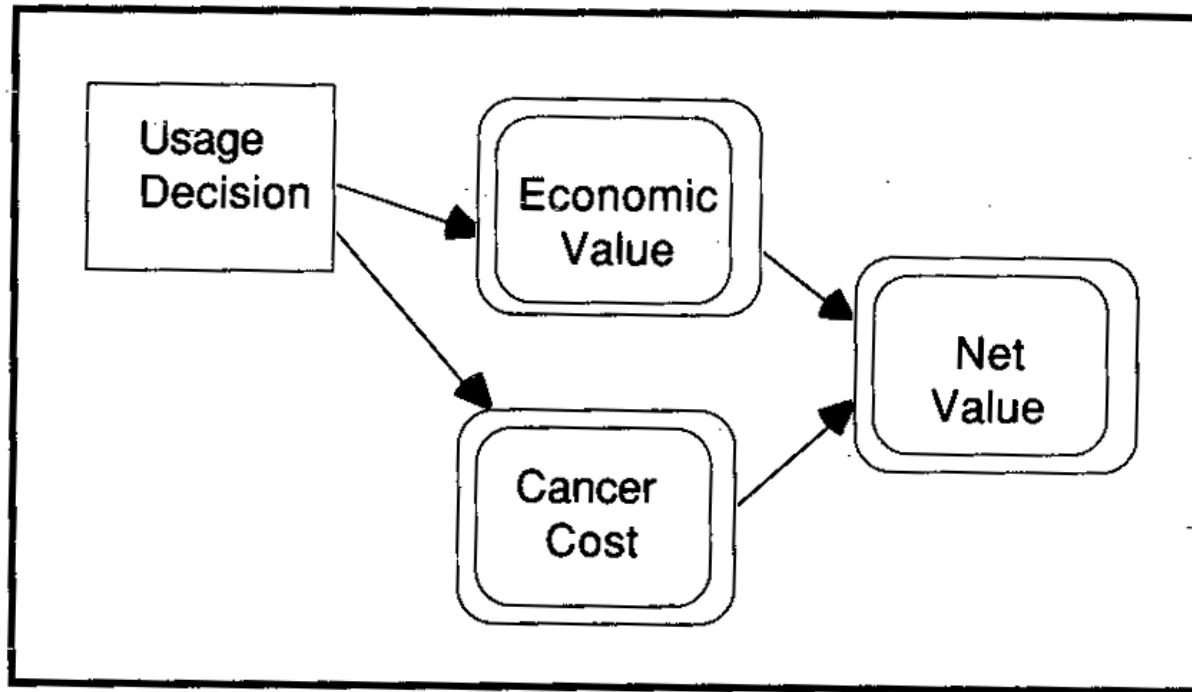 Usage
Decision
Economic
Value
Cancer
Cost
Net
Value